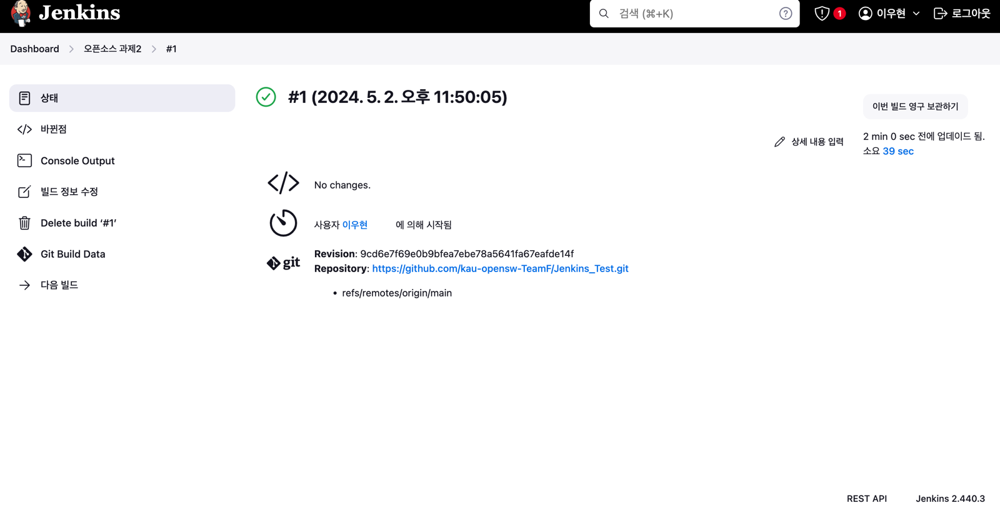 Jenkins
검색 (⌘+K)
1
이우현
로그아웃
Dashboard
오픈소스 과제2
#1
상태
바뀐점
Console Output
빌드 정보 수정
Delete build ‘#1’
Git Build Data
다음 빌드
#1 (2024. 5. 2. 오후 11:50:05)
이번 빌드 영구 보관하기
상세 내용 입력
2 min 0 sec 전에 업데이드 됨.
소요 39 sec
No changes.
사용자 이우현 에 의해 시작됨
git
Revision: 9cd6e7f69e0b9bfea7ebe78a5641fa67eafde14f
Repository: https://github.com/kau-opensw-TeamF/Jenkins_Test.git
• refs/remotes/origin/main
REST API
Jenkins 2.440.3